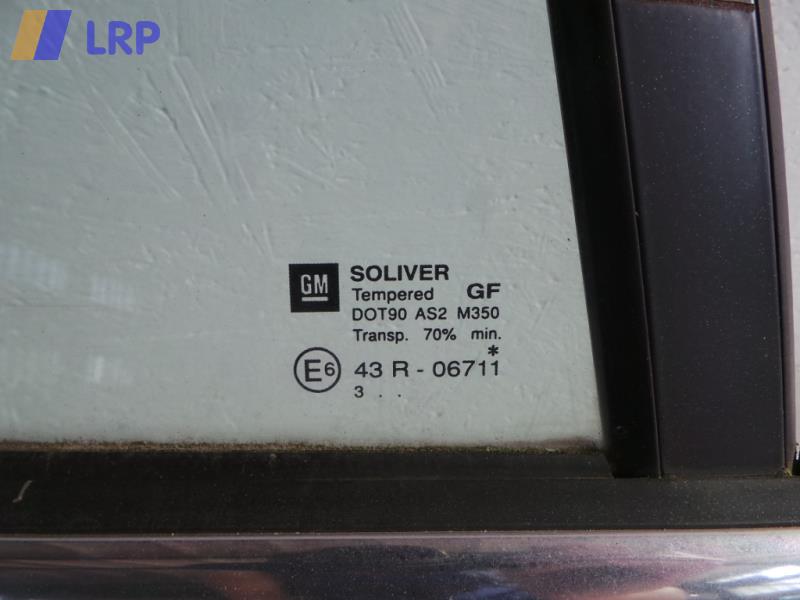 LRP
GM
SOLIVER
Tempered GF
DOT90 AS2 M350
Transp. 70% min.
*
E6 43 R - 06711
3 . .